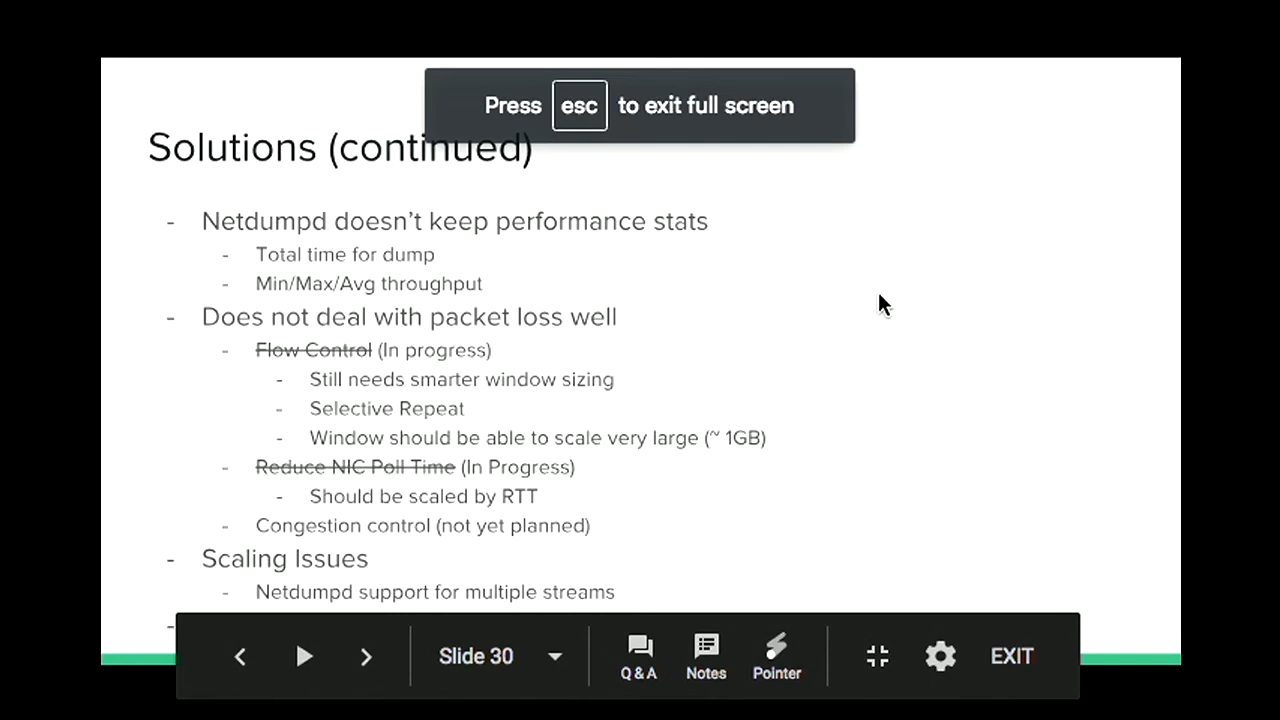 Press esc to exit full screen
Solutions (continued)
- Netdumpd doesn't keep performance stats
- Total time for dump
- Min/Max/Avg throughput
- Does not deal with packet loss well
- Flow Control (In progress)
- Still needs smarter window sizing
- Selective Repeat
- Window should be able to scale very large (~ 1GB)
- Reduce NIC Poll Time (In Progress)
- Should be scaled by RTT
- Congestion control (not yet planned)
- Scaling Issues
- Netdumpd support for multiple streams
-
Slide 30
Q & A Notes Pointer
EXIT